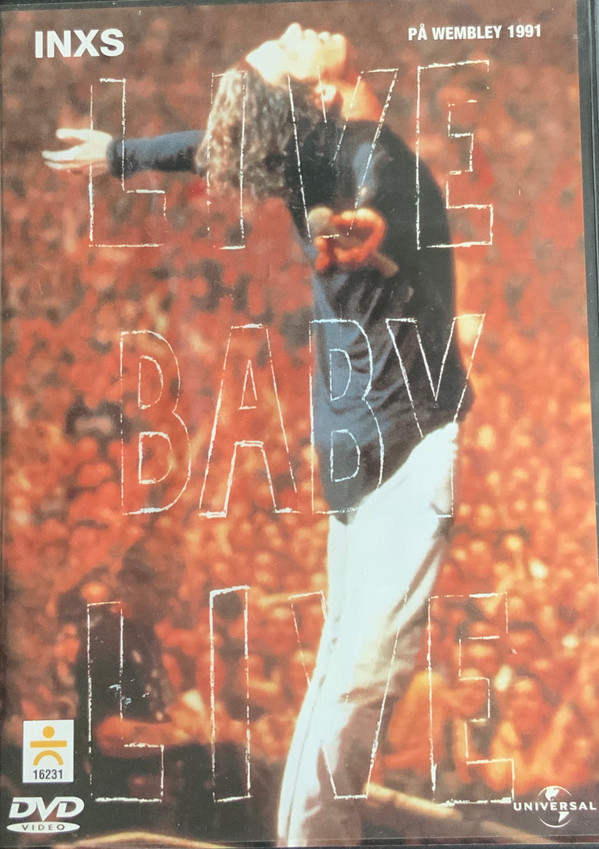 INXS
PÅ WEMBLEY 1991
LIVE
BABY
LIVE
16231
DVD
VIDEO
UNIVERSAL